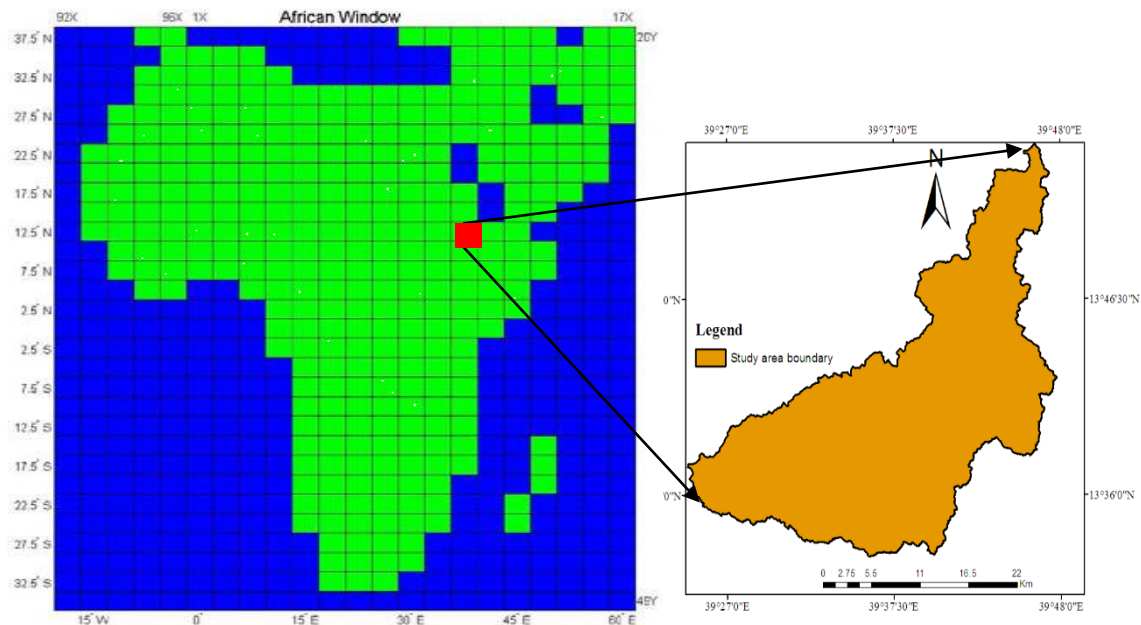 92X 96X 1X African Window 17X
37.5° N 26Y
32.5° N
27.5° N
22.5° N
17.5° N
12.5° N
7.5° N
2.5° N
2.5° S
7.5° S
12.5° S
17.5° S
22.5° S
27.5° S
32.5° S
45Y
15°W 0° 15°E 30°E 45°E 60°E
39°27'0"E 39°37'30"E 39°48'0"E
N
0"N 13°46'30"N
Legend
Study area boundary
0"N 13°36'0"N
0 2.75 5.5 11 16.5 22
Km
39°27'0"E 39°37'30"E 39°48'0"E